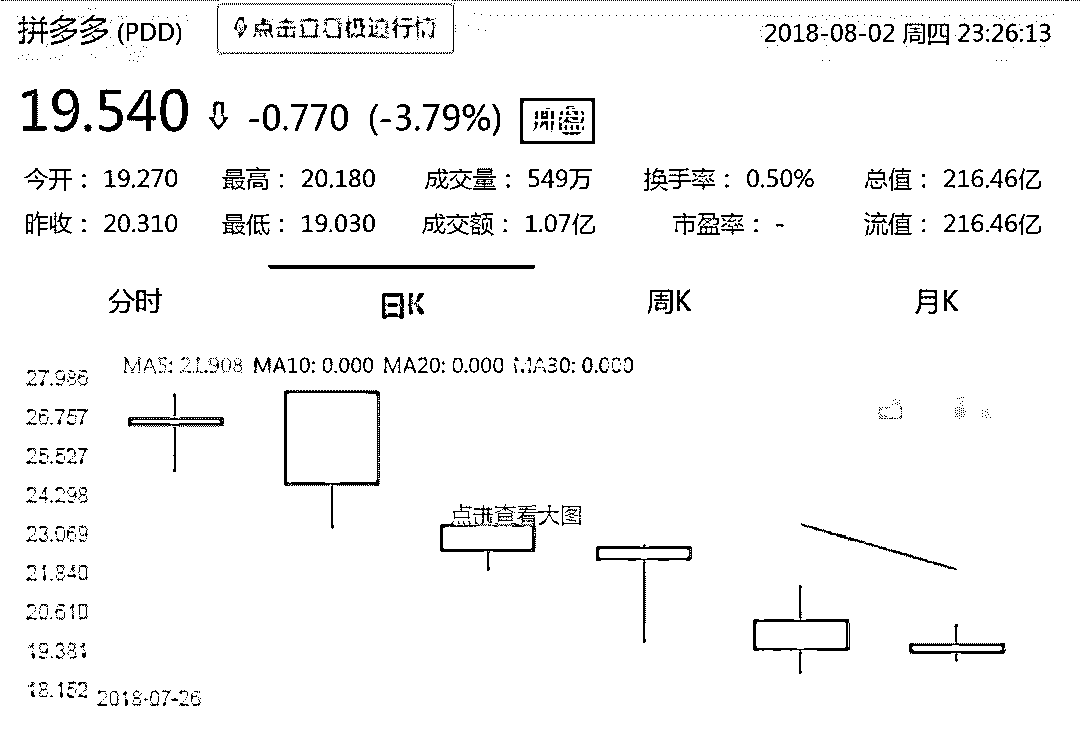 拼多多 (PDD) 点击查看极速行情 2018-08-02 周四 23:26:13
19.540 -0.770 (-3.79%) 开盘
今开： 19.270 最高： 20.180 成交量： 549万 换手率： 0.50% 总值： 216.46亿
昨收： 20.310 最低： 19.030 成交额： 1.07亿 市盈率： - 流值： 216.46亿
分时 日K 周K 月K
MA5: 21.908 MA10: 0.000 MA20: 0.000 MA30: 0.000
27.986
26.757
25.527
24.298
点击查看大图
23.069
21.840
20.610
19.381
18.152
2018-07-26